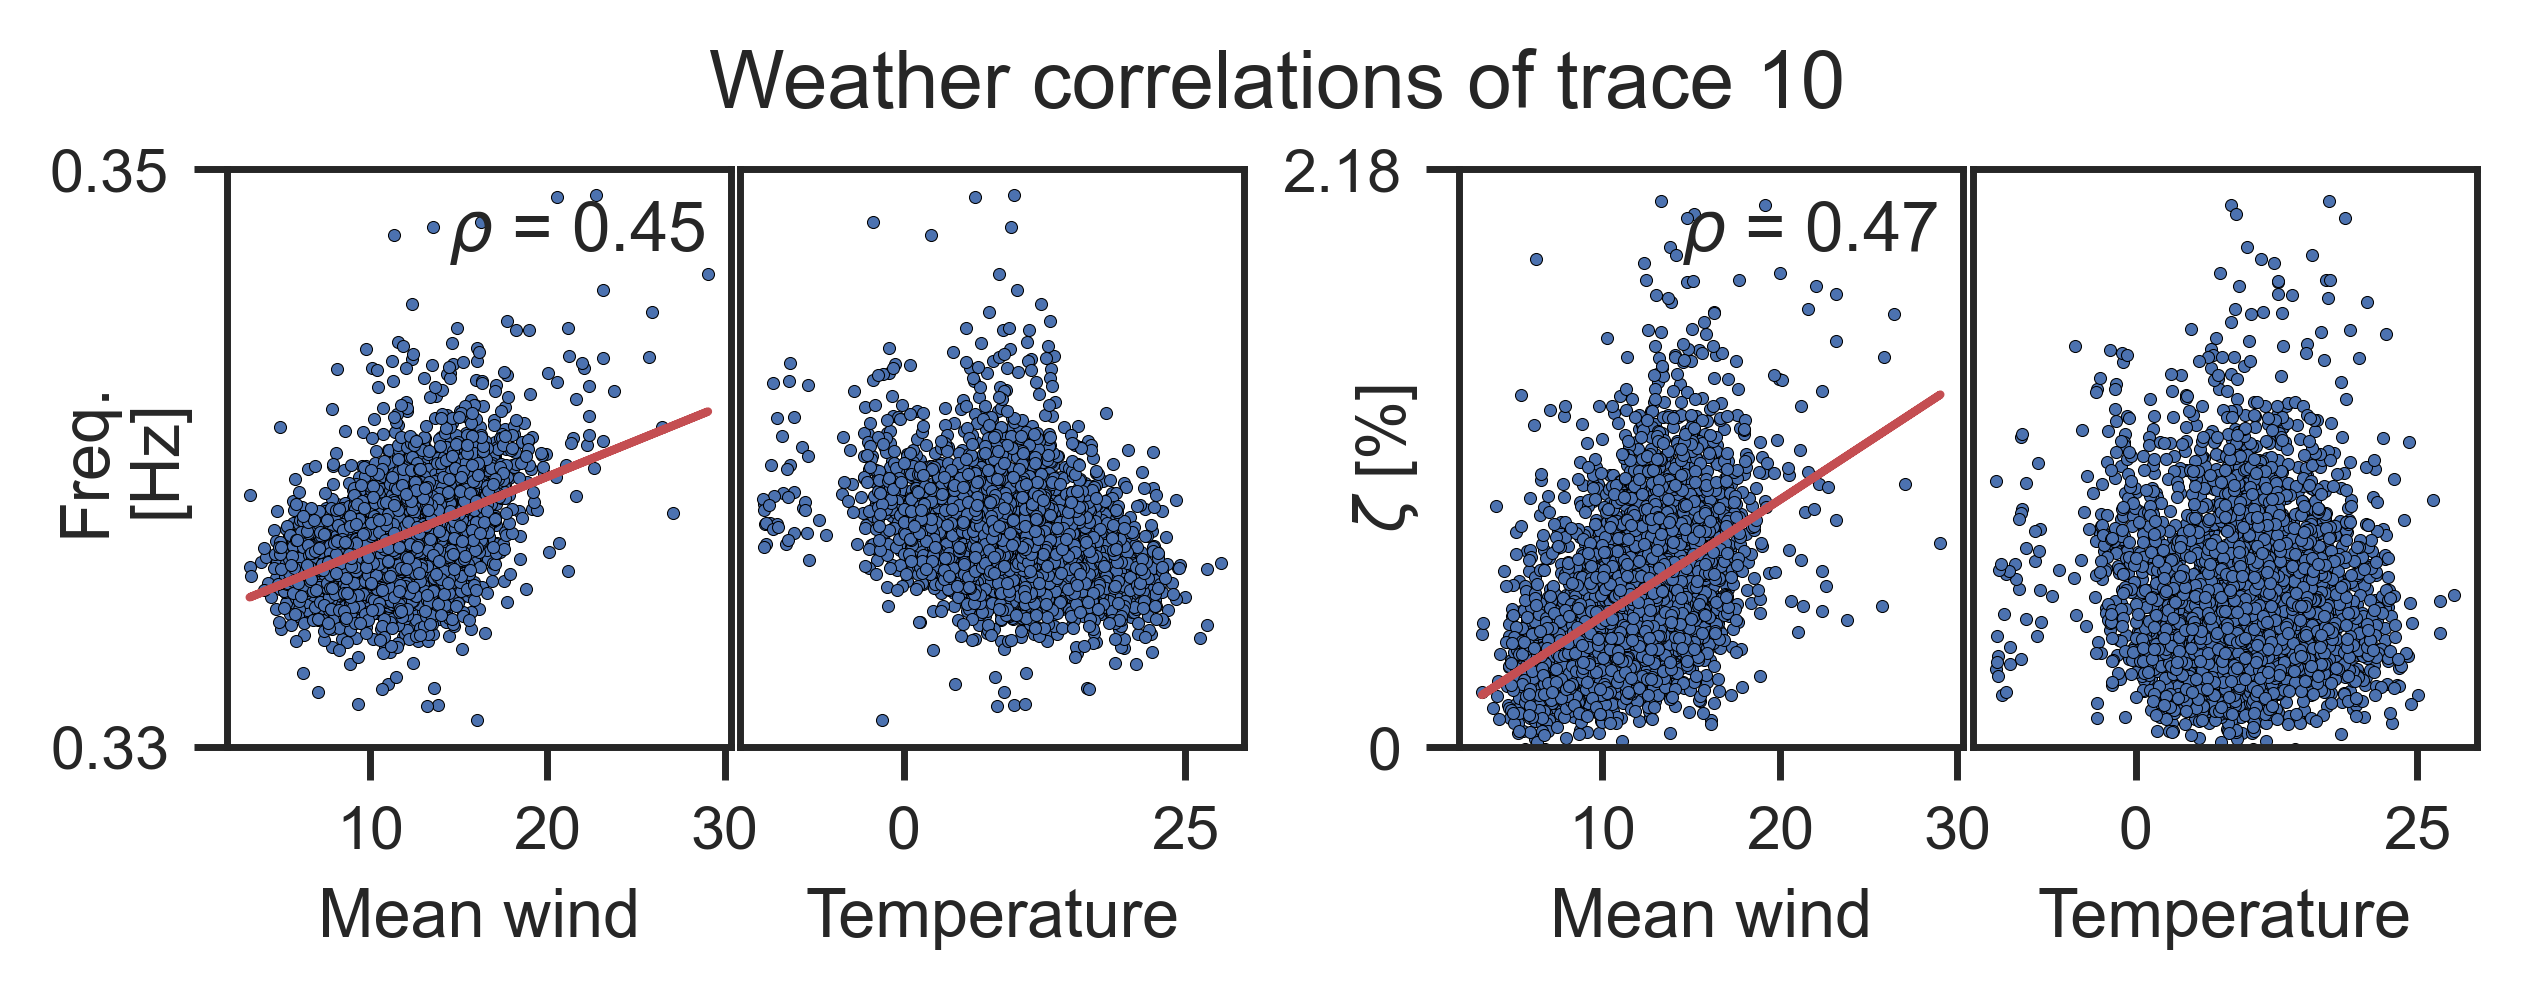 Weather correlations of trace 10
0.35
0.33
Freq.
[Hz]
ρ = 0.45
10 20 30
Mean wind
0 25
Temperature
2.18
0
ζ [%]
ρ = 0.47
10 20 30
Mean wind
0 25
Temperature